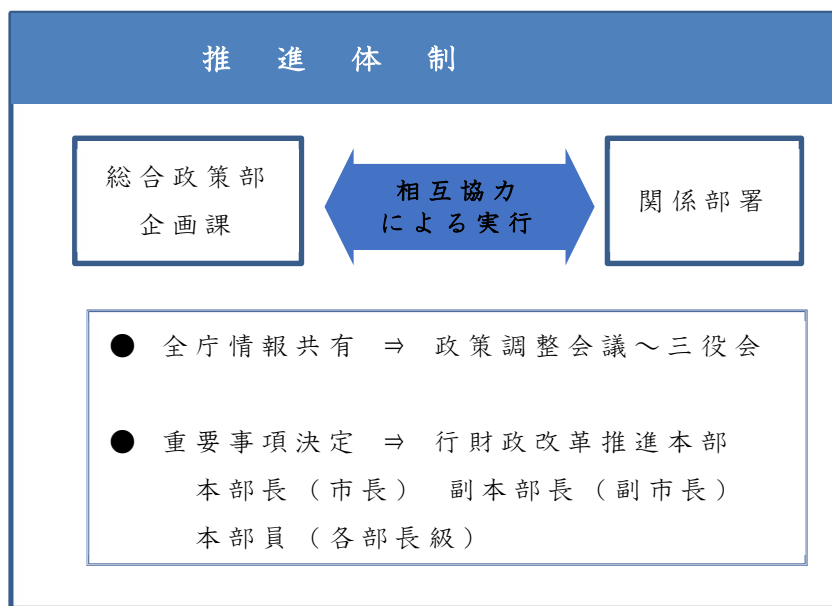 推進体制
総合政策部
企画課
相互協力
による実行
関係部署
● 全庁情報共有 ⇒ 政策調整会議～三役会
● 重要事項決定 ⇒ 行財政改革推進本部
本部長(市長) 副本部長(副市長)
本部員(各部長級)